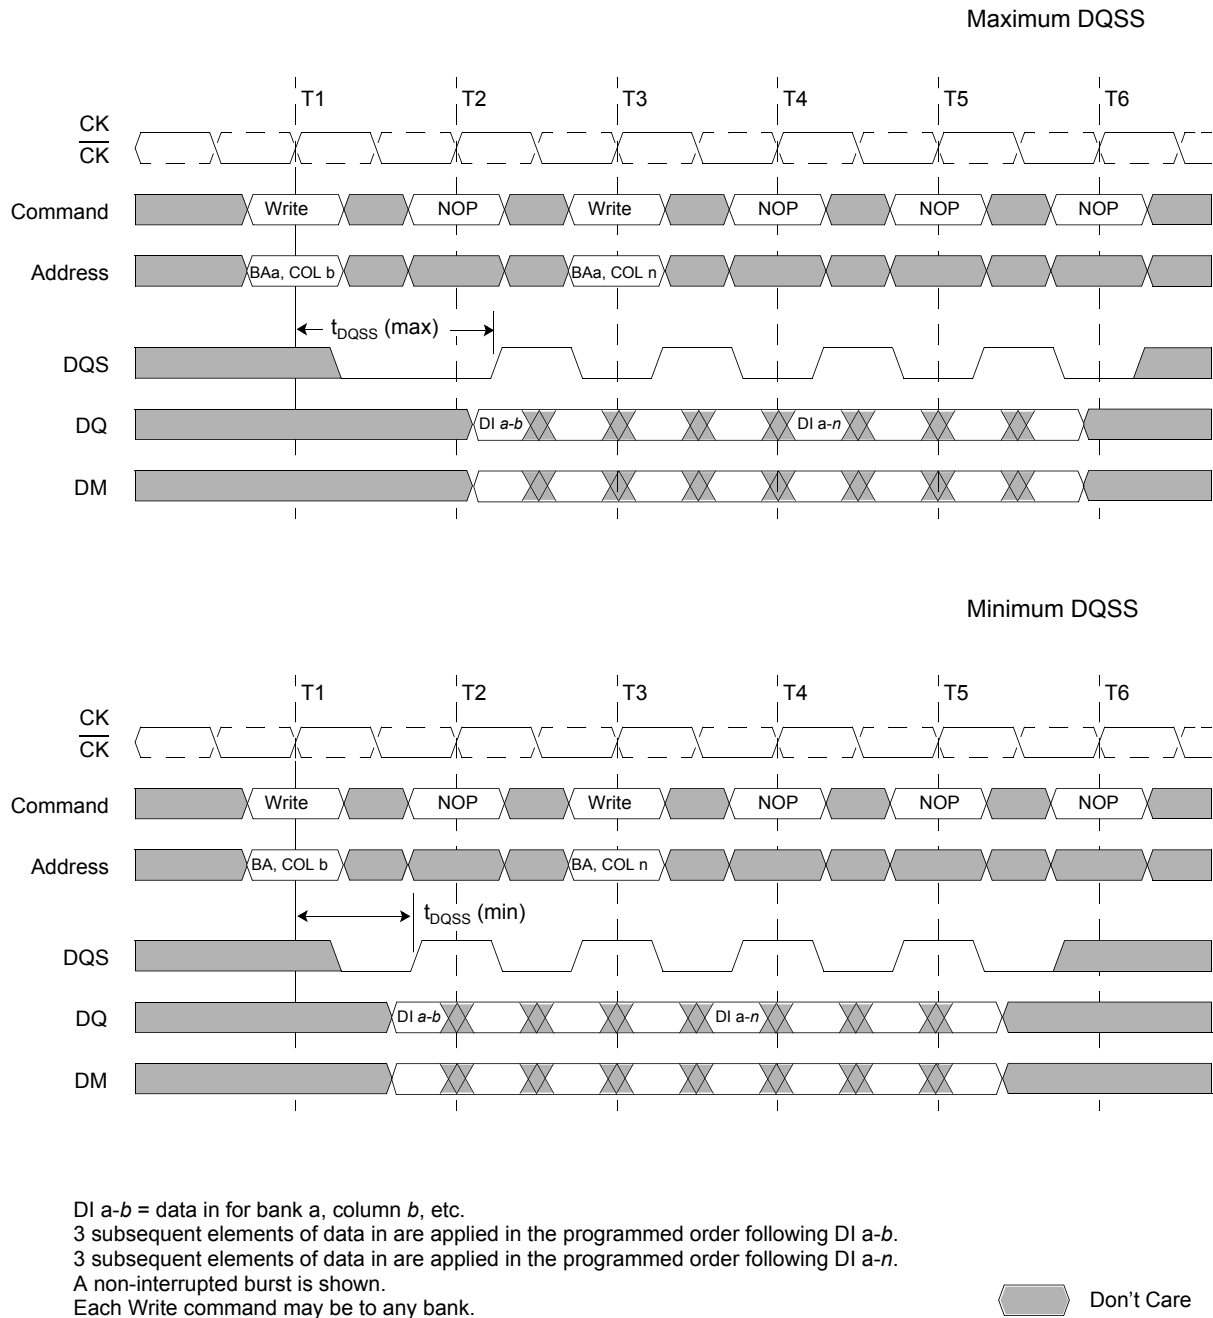 Maximum DQSS
T1 T2 T3 T4 T5 T6
CK
CK
Command Write NOP Write NOP NOP NOP
Address BAa, COL b BAa, COL n
tDQSS (max)
DQS
DQ DI a-b DI a-n
DM
Minimum DQSS
T1 T2 T3 T4 T5 T6
CK
CK
Command Write NOP Write NOP NOP NOP
Address BA, COL b BA, COL n
tDQSS (min)
DQS
DQ DI a-b DI a-n
DM
DI a-b = data in for bank a, column b, etc.
3 subsequent elements of data in are applied in the programmed order following DI a-b.
3 subsequent elements of data in are applied in the programmed order following DI a-n.
A non-interrupted burst is shown.
Each Write command may be to any bank.
Don't Care